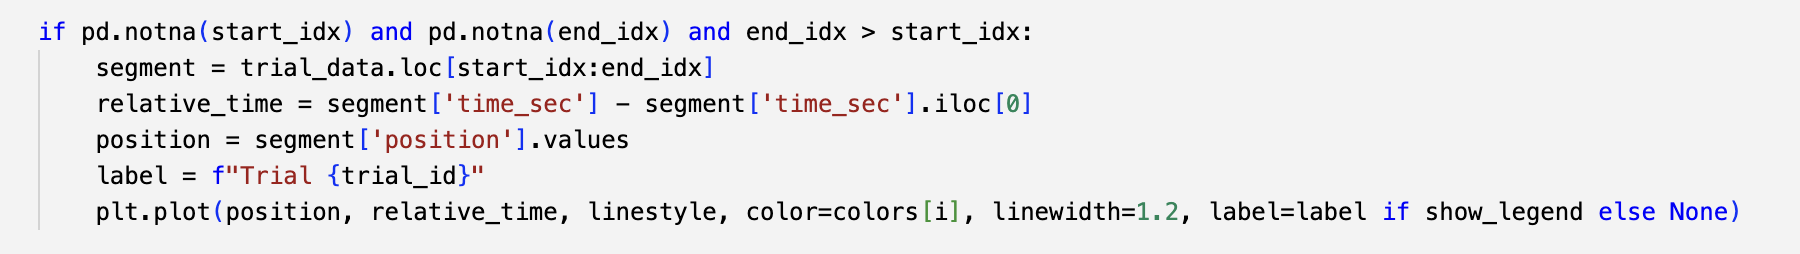 if pd.notna(start_idx) and pd.notna(end_idx) and end_idx > start_idx:
    segment = trial_data.loc[start_idx:end_idx]
    relative_time = segment['time_sec'] - segment['time_sec'].iloc[0]
    position = segment['position'].values
    label = f"Trial {trial_id}"
    plt.plot(position, relative_time, linestyle, color=colors[i], linewidth=1.2, label=label if show_legend else None)